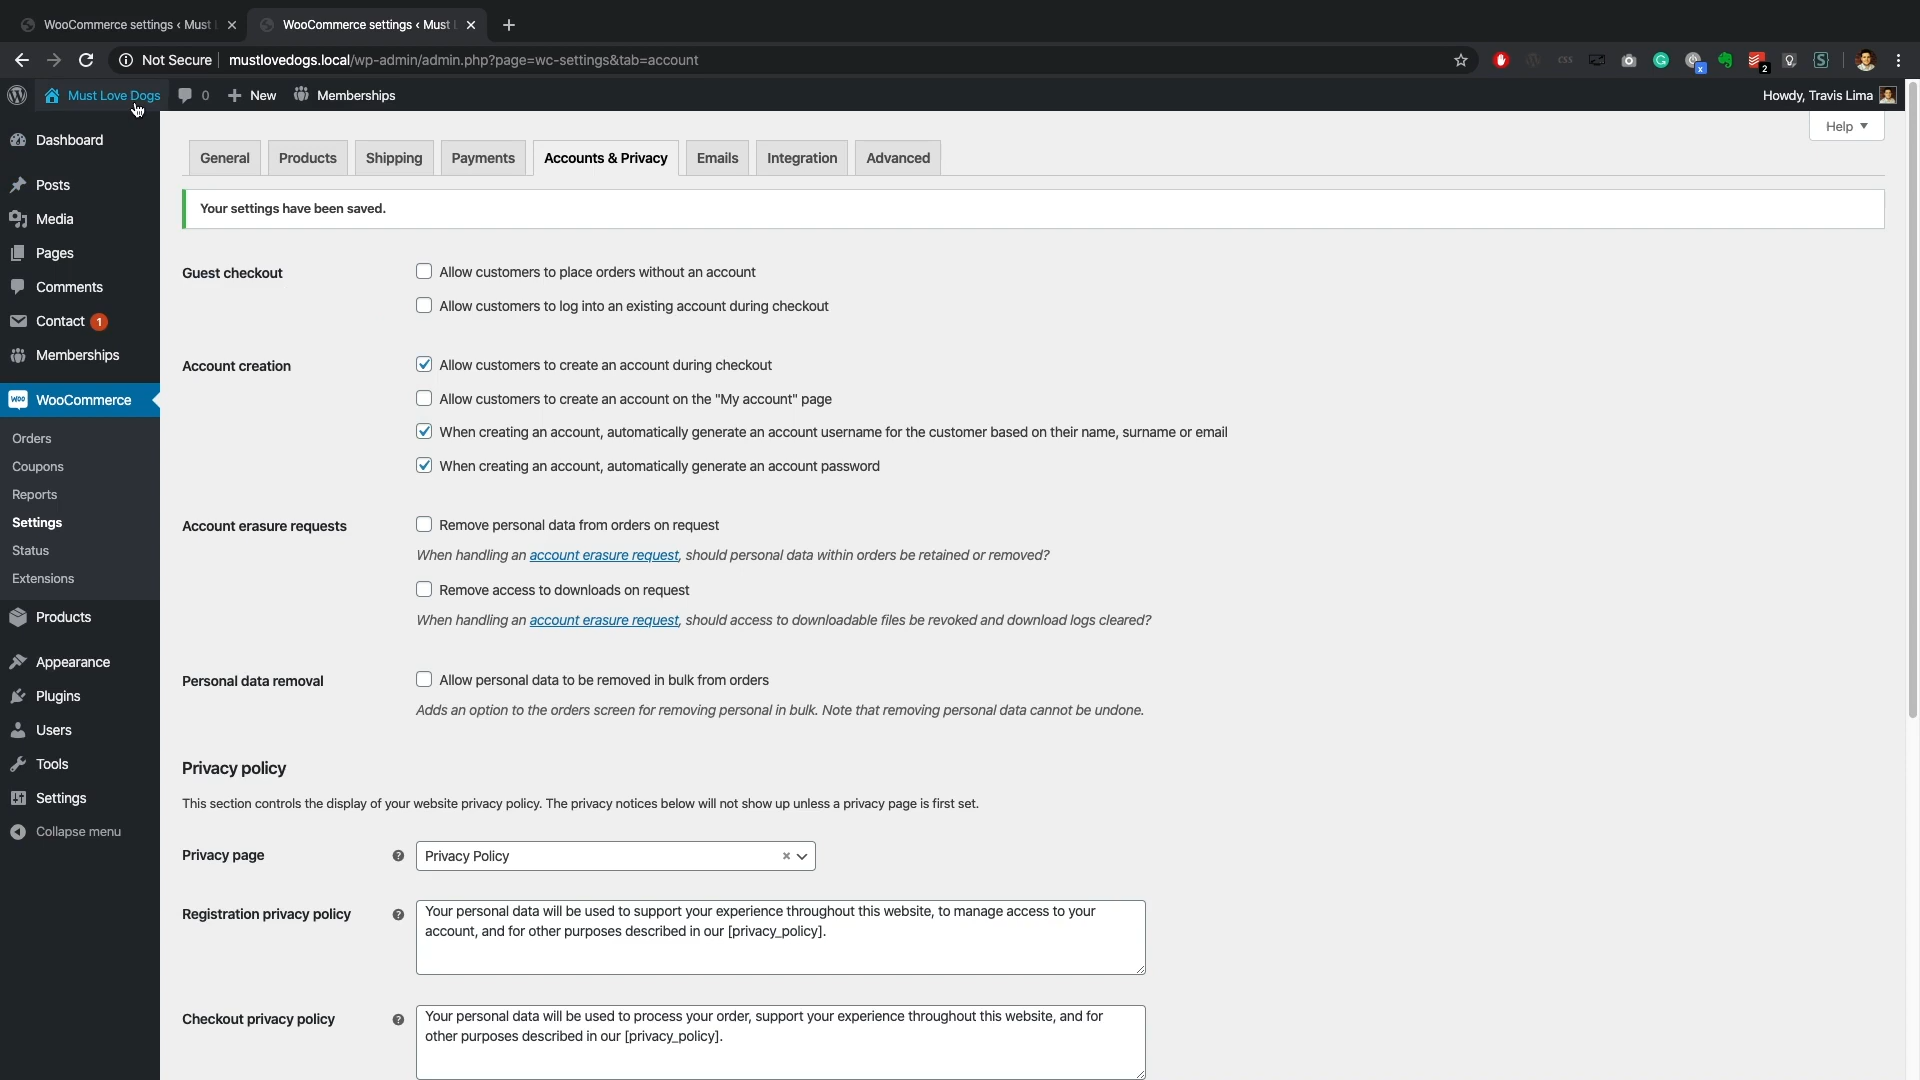 WooCommerce settings ‹ Must
WooCommerce settings ‹ Must L
Not Secure
mustlovedogs.local/wp-admin/admin.php?page=wc-settings&tab=account
css
x
2
S
Must Love Dogs
0
New
Memberships
Howdy, Travis Lima
Help
Dashboard
Posts
Media
Pages
Comments
Contact 1
Memberships
WOO
WooCommerce
Orders
Coupons
Reports
Settings
Status
Extensions
Products
Appearance
Plugins
Users
Tools
Settings
Collapse menu
General
Products
Shipping
Payments
Accounts & Privacy
Emails
Integration
Advanced
Your settings have been saved.
Guest checkout
Allow customers to place orders without an account
Allow customers to log into an existing account during checkout
Account creation
Allow customers to create an account during checkout
Allow customers to create an account on the "My account" page
When creating an account, automatically generate an account username for the customer based on their name, surname or email
When creating an account, automatically generate an account password
Account erasure requests
Remove personal data from orders on request
When handling an account erasure request, should personal data within orders be retained or removed?
Remove access to downloads on request
When handling an account erasure request, should access to downloadable files be revoked and download logs cleared?
Personal data removal
Allow personal data to be removed in bulk from orders
Adds an option to the orders screen for removing personal in bulk. Note that removing personal data cannot be undone.
Privacy policy
This section controls the display of your website privacy policy. The privacy notices below will not show up unless a privacy page is first set.
Privacy page
Privacy Policy
Registration privacy policy
Your personal data will be used to support your experience throughout this website, to manage access to your
account, and for other purposes described in our [privacy_policy].
Checkout privacy policy
Your personal data will be used to process your order, support your experience throughout this website, and for
other purposes described in our [privacy_policy].